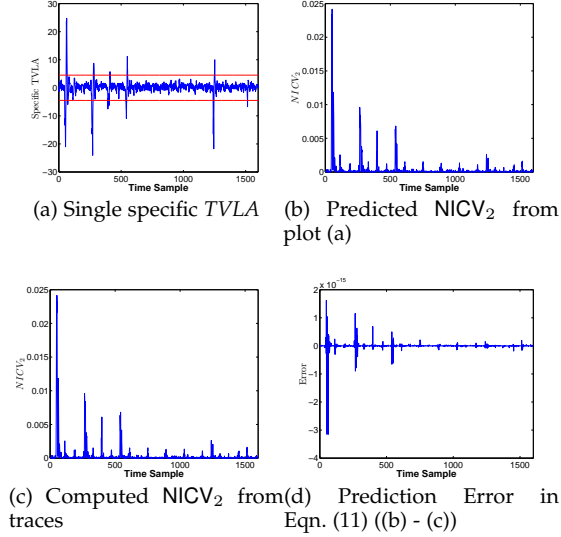 30
20
10
0
−10
−20
−30
Specific TVLA
0 500 1000 1500
Time Sample
(a) Single specific TVLA
0.025
0.02
0.015
0.01
0.005
0
NICV2
0 500 1000 1500
Time Sample
(b) Predicted NICV2 from
plot (a)
0.025
0.02
0.015
0.01
0.005
0
NICV2
0 500 1000 1500
Time Sample
(c) Computed NICV2 from
traces
x 10−15
2
1
0
−1
−2
−3
−4
Error
0 500 1000 1500
Time Sample
(d) Prediction Error in
Eqn. (11) ((b) - (c))